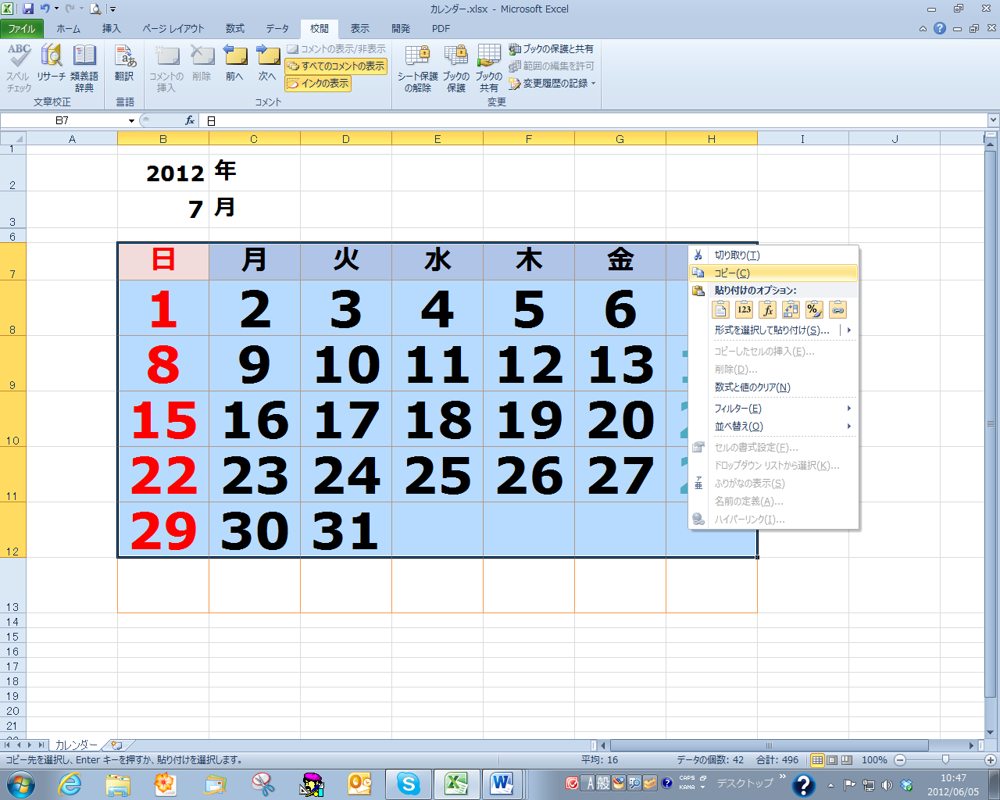 カレンダー.xlsx - Microsoft Excel
ファイル ホーム 挿入 ページ レイアウト 数式 データ 校閲 表示 開発 PDF
ABC
スペル
チェック
リサーチ
類義語
辞典
文章校正
翻訳
言語
コメントの
挿入
削除
前へ
次へ
コメントの表示/非表示
すべてのコメントの表示
インクの表示
コメント
シート保護
の解除
ブックの
保護
ブックの
共有
ブックの保護と共有
範囲の編集を許可
変更履歴の記録
変更
B7 fx 日
A B C D E F G H I J
1
2 2012 年
3 7 月
6
7 日 月 火 水 木 金
8 1 2 3 4 5 6
9 8 9 10 11 12 13
10 15 16 17 18 19 20
11 22 23 24 25 26 27
12 29 30 31
13
14
15
16
17
18
19
20
21
切り取り(T)
コピー(C)
貼り付けのオプション:
123 fx %
形式を選択して貼り付け(S)...
コピーしたセルの挿入(E)...
削除(D)...
数式と値のクリア(N)
フィルター(E)
並べ替え(O)
セルの書式設定(F)...
ドロップダウン リストから選択(K)...
ふりがなの表示(S)
名前の定義(A)...
ハイパーリンク(I)...
カレンダー
コピー先を選択し、Enter キーを押すか、貼り付けを選択します。 平均: 16 データの個数: 42 合計: 496 100%
A 般 CAPS KANA デスクトップ 10:47
2012/06/05